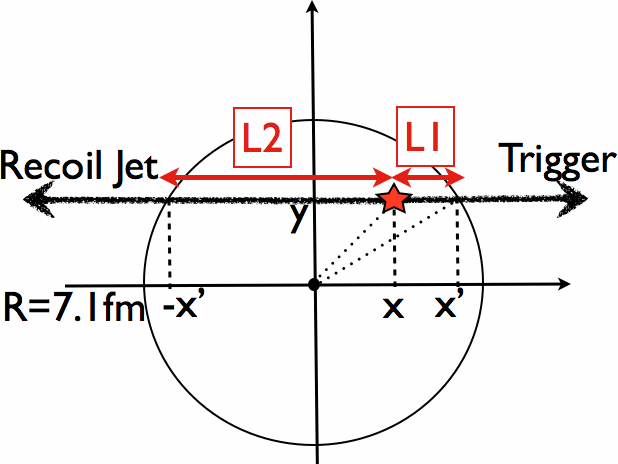 L2
L1
Recoil Jet
Trigger
y
R=7.1fm
-x'
x
x'